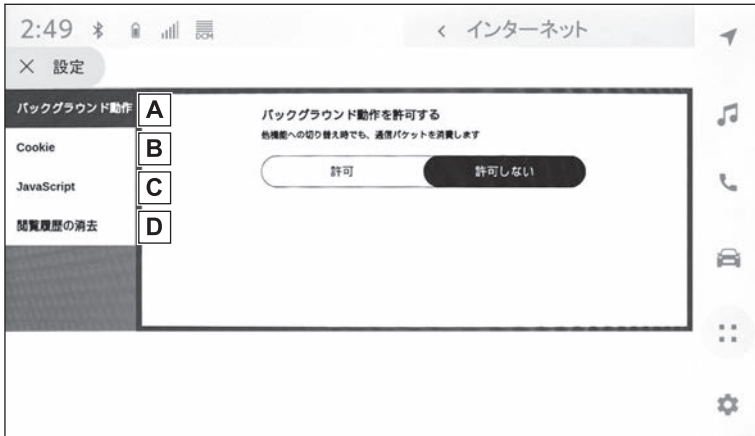 2:49
DCM
インターネット
設定
バックグラウンド動作
A
Cookie
B
JavaScript
C
閲覧履歴の消去
D
バックグラウンド動作を許可する
他機能への切り替え時でも、通信パケットを消費します
許可
許可しない